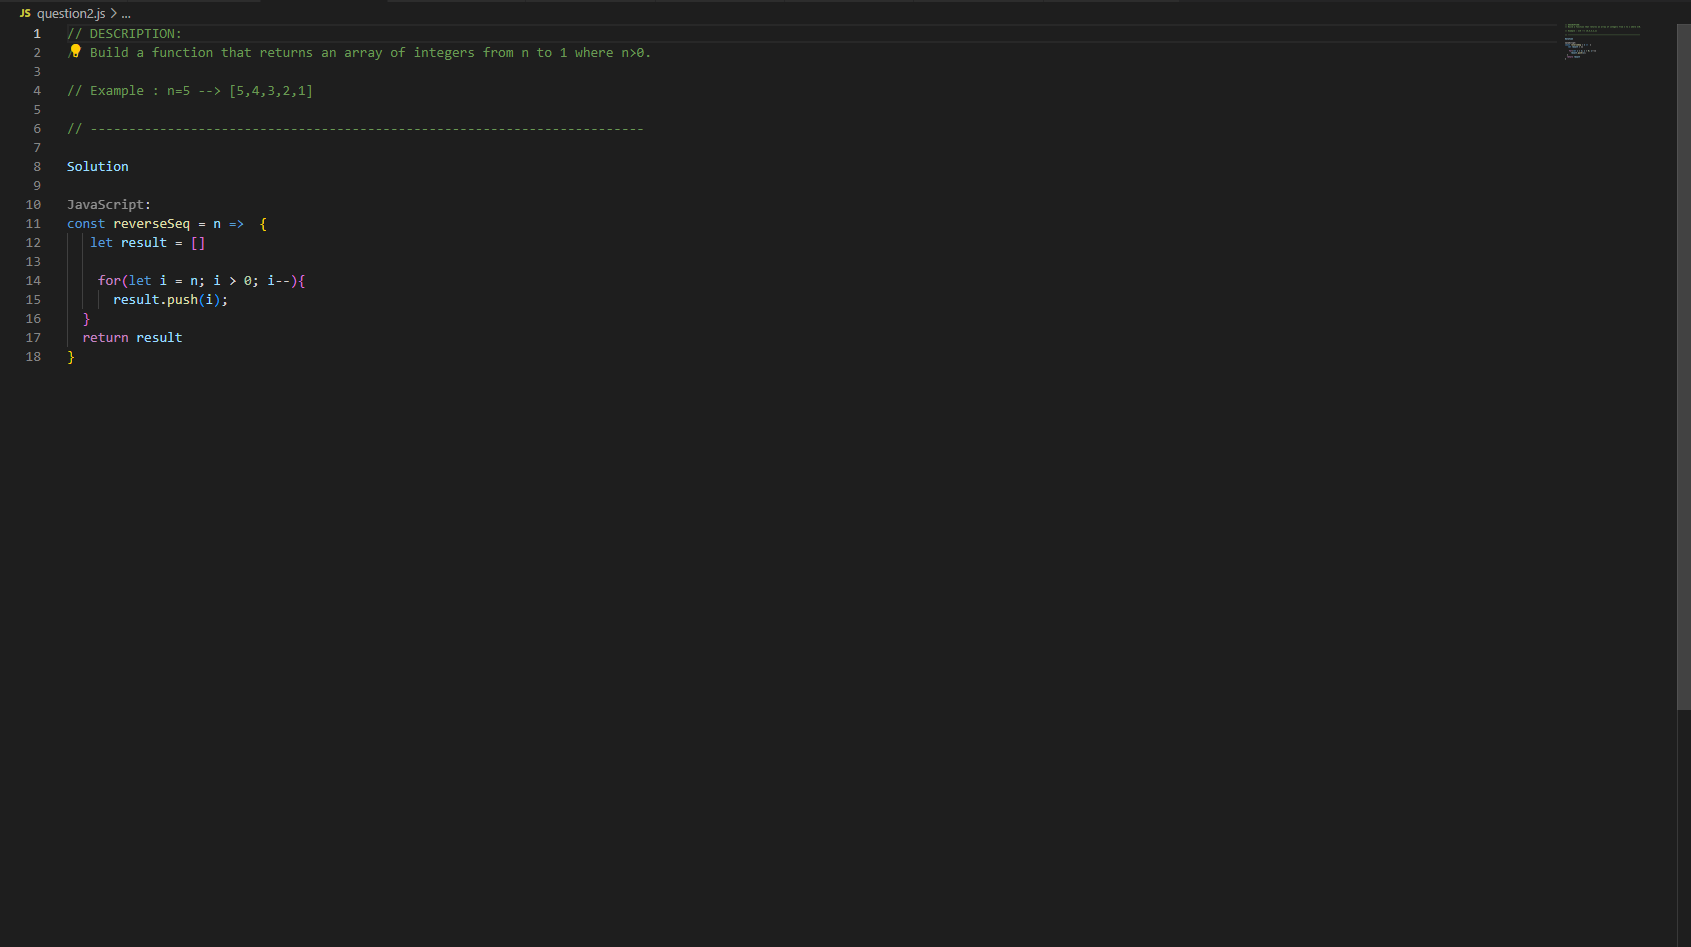 JS question2.js > ...
1 // DESCRIPTION:
2 // Build a function that returns an array of integers from n to 1 where n>0.
3
4 // Example : n=5 --> [5,4,3,2,1]
5
6 // ------------------------------------------------------------------------
7
8 Solution
9
10 JavaScript:
11 const reverseSeq = n =>  {
12    let result = []
13
14     for(let i = n; i > 0; i--){
15       result.push(i);
16   }
17   return result
18 }